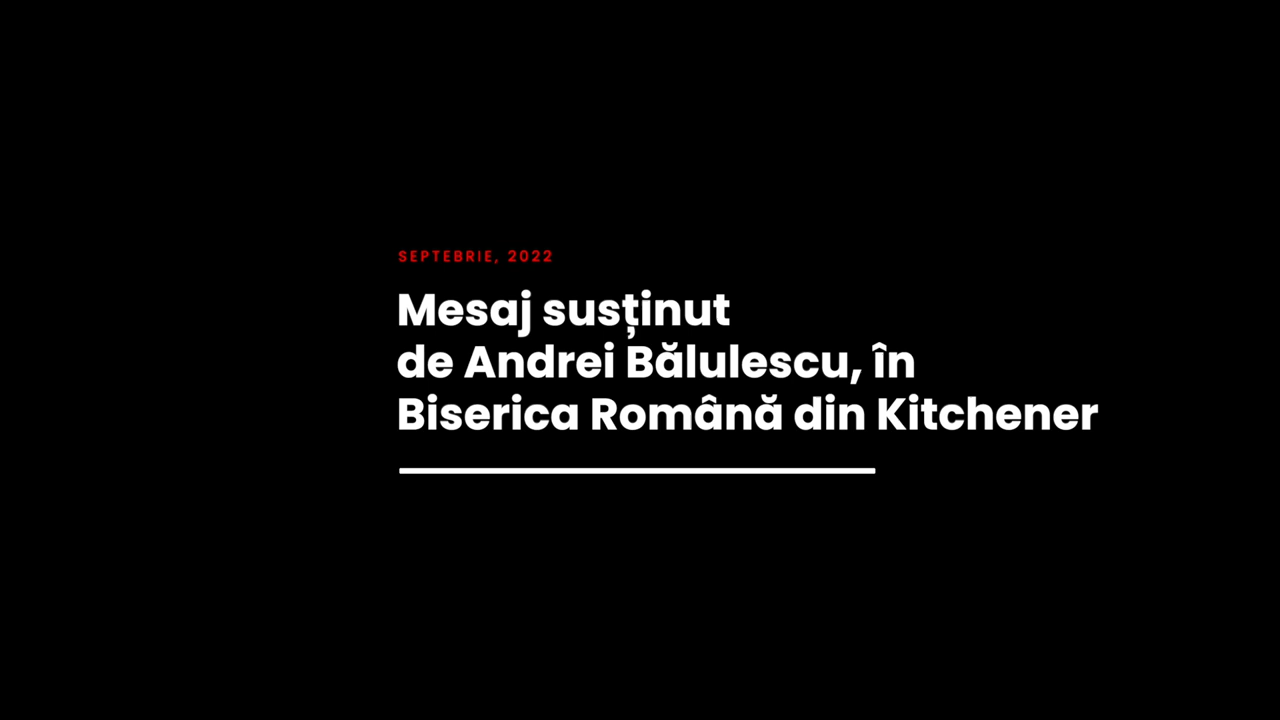 SEPTEBRIE, 2022
Mesaj susținut
de Andrei Bălulescu, în
Biserica Română din Kitchener